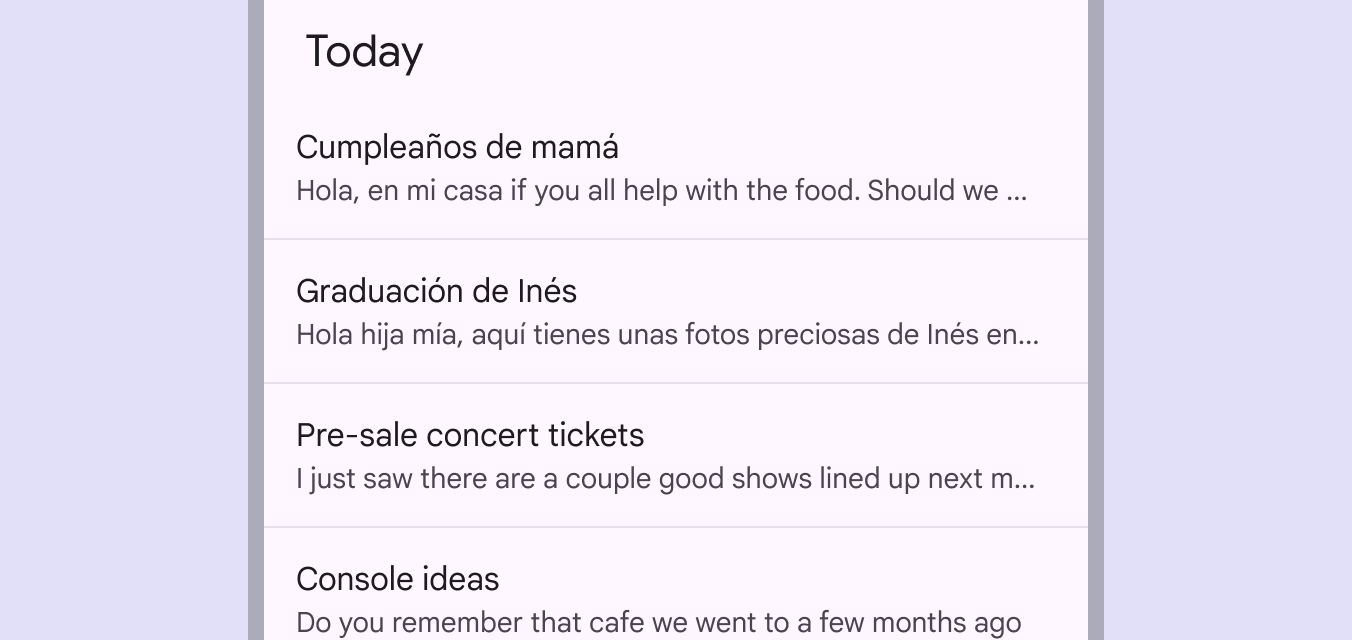 Today
Cumpleaños de mamá
Hola, en mi casa if you all help with the food. Should we ...
Graduación de Inés
Hola hija mía, aquí tienes unas fotos preciosas de Inés en...
Pre-sale concert tickets
I just saw there are a couple good shows lined up next m...
Console ideas
Do you remember that cafe we went to a few months ago